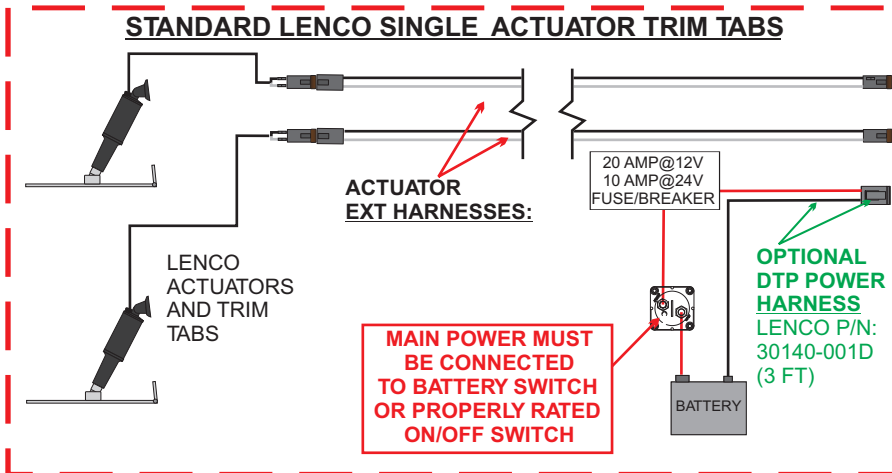 STANDARD LENCO SINGLE ACTUATOR TRIM TABS
ACTUATOR
EXT HARNESSES:
20 AMP@12V
10 AMP@24V
FUSE/BREAKER
LENCO
ACTUATORS
AND TRIM
TABS
OPTIONAL
DTP POWER
HARNESS
LENCO P/N:
30140-001D
(3 FT)
MAIN POWER MUST
BE CONNECTED
TO BATTERY SWITCH
OR PROPERLY RATED
ON/OFF SWITCH
BATTERY